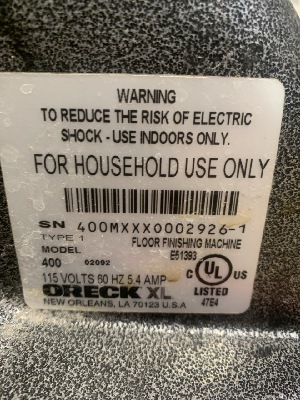 WARNING
TO REDUCE THE RISK OF ELECTRIC
SHOCK - USE INDOORS ONLY.
FOR HOUSEHOLD USE ONLY
SN 400MXXX0002926-1
TYPE 1 FLOOR FINISHING MACHINE
MODEL E61393
400 02092
115 VOLTS 60 HZ 5.4 AMP
C UL US
ORECK XL LISTED
NEW ORLEANS, LA 70123 U.S.A 47E4